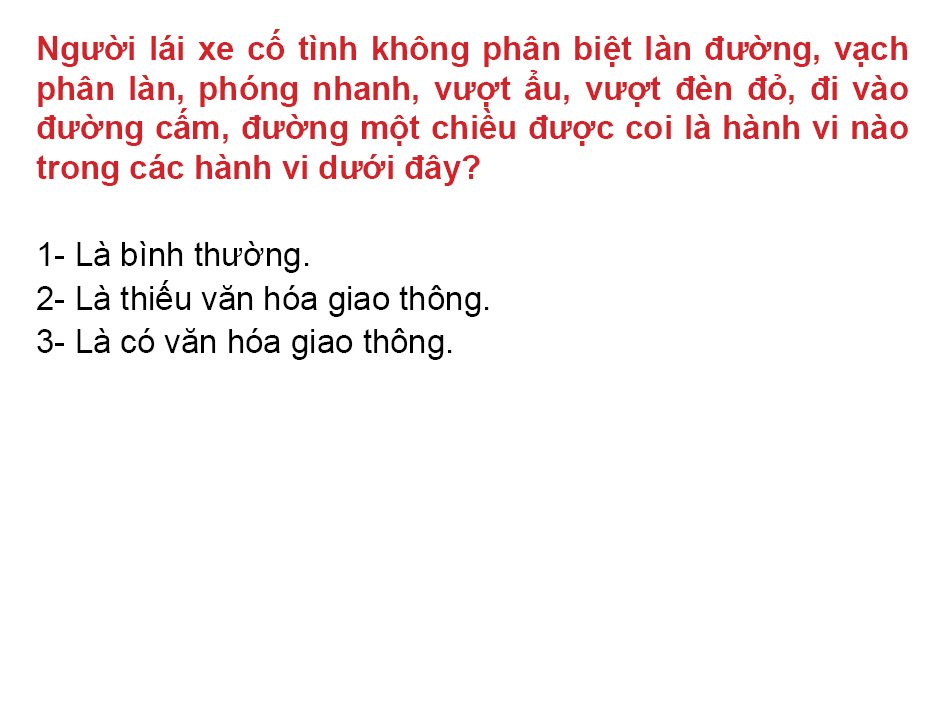 Người lái xe cố tình không phân biệt làn đường, vạch
phân làn, phóng nhanh, vượt ẩu, vượt đèn đỏ, đi vào
đường cấm, đường một chiều được coi là hành vi nào
trong các hành vi dưới đây?
1- Là bình thường.
2- Là thiếu văn hóa giao thông.
3- Là có văn hóa giao thông.